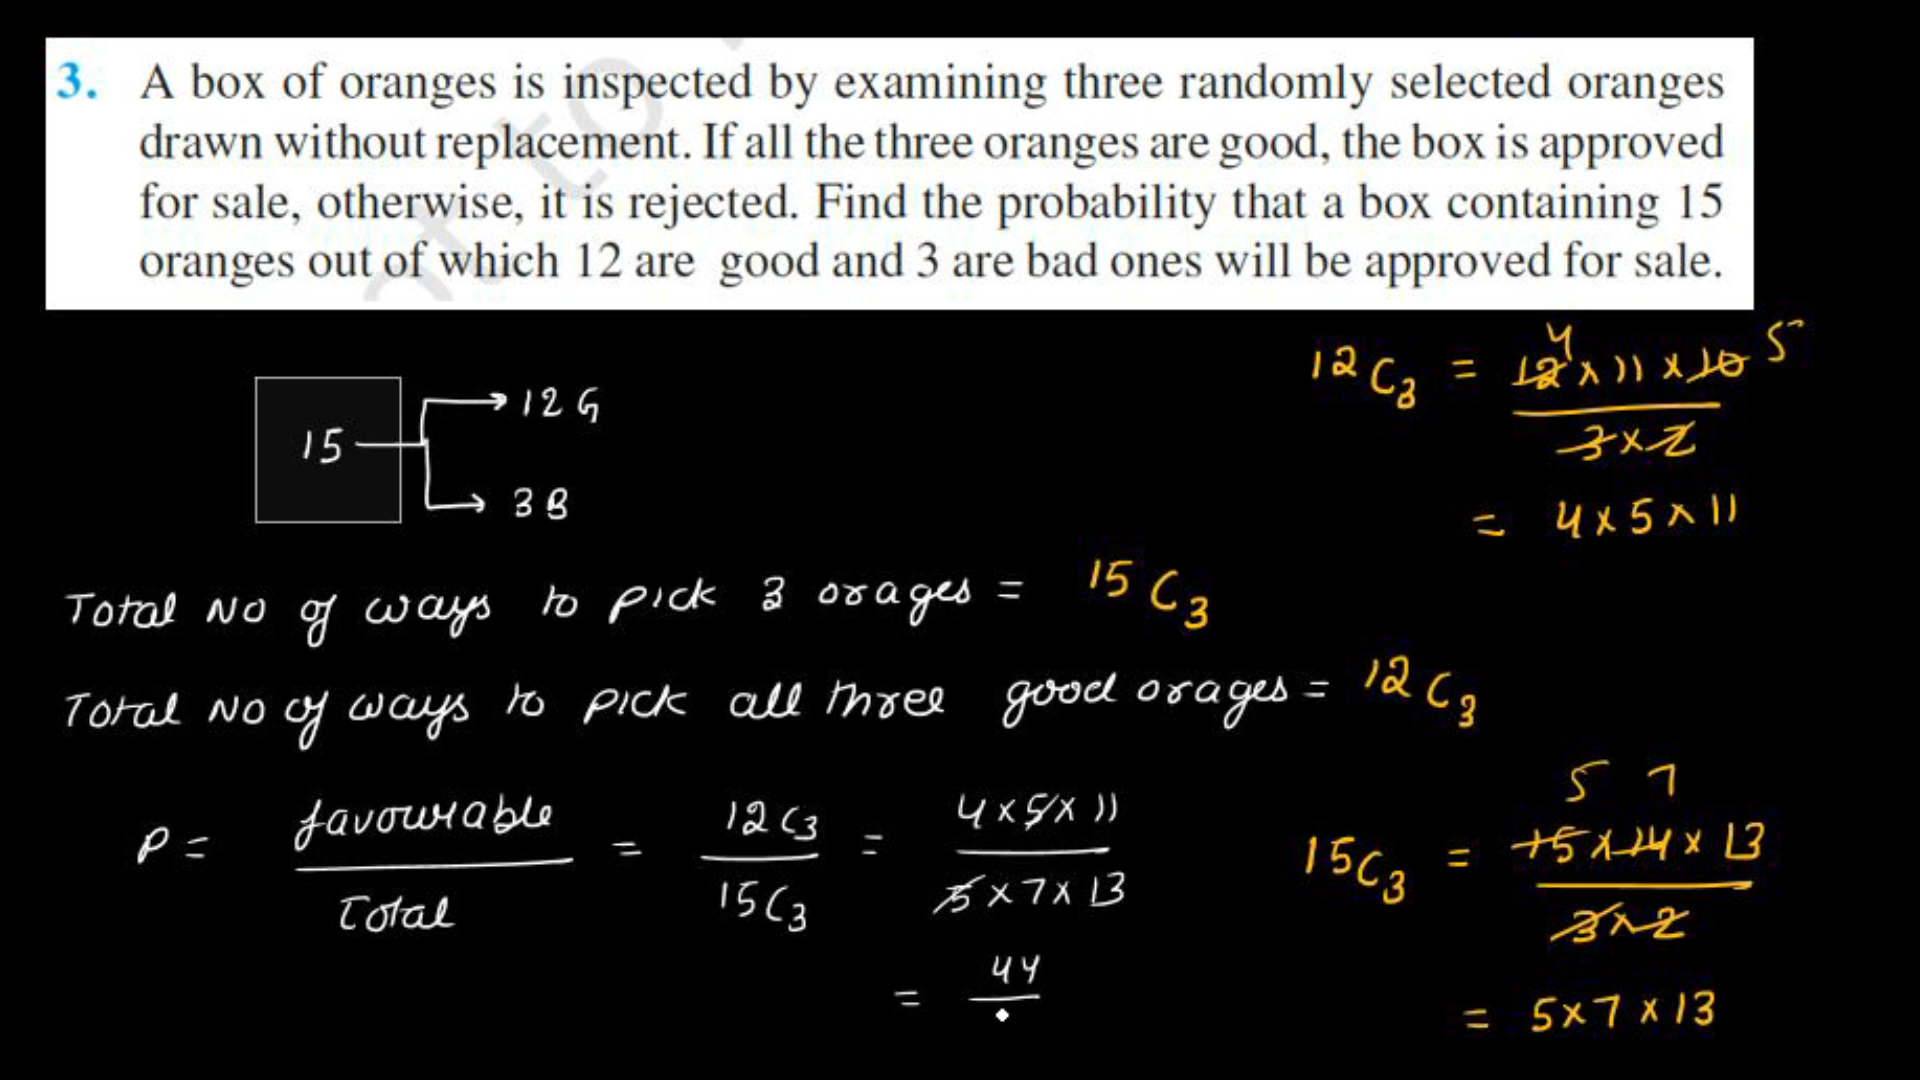 3. A box of oranges is inspected by examining three randomly selected oranges
drawn without replacement. If all the three oranges are good, the box is approved
for sale, otherwise, it is rejected. Find the probability that a box containing 15
oranges out of which 12 are good and 3 are bad ones will be approved for sale.
15 → 12 G
→ 3 B
12C3 = 12 4 × 11 × 10 5 / 3 × 2
= 4 × 5 × 11
Total No of ways to pick 3 orages = 15C3
Total No of ways to pick all three good orages = 12C3
P = favourable / Total = 12C3 / 15C3 = 4 × 5 × 11 / 5 × 7 × 13
= 44
15C3 = 15 5 × 14 7 × 13 / 3 × 2
= 5 × 7 × 13